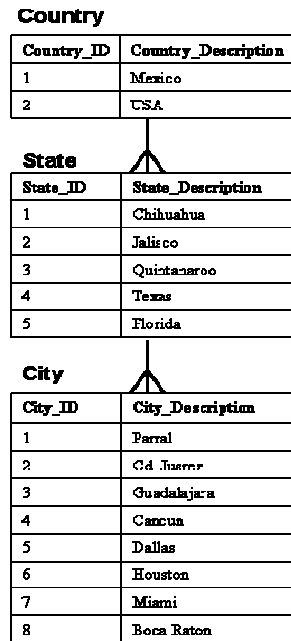 Country
Country_ID Country_Description
1 Mexico
2 USA
State
State_ID State_Description
1 Chihuahua
2 Jalisco
3 Quintanaroo
4 Texas
5 Florida
City
City_ID City_Description
1 Parral
2 Cd. Juarez
3 Guadalajara
4 Cancun
5 Dallas
6 Houston
7 Miami
8 Boca Raton